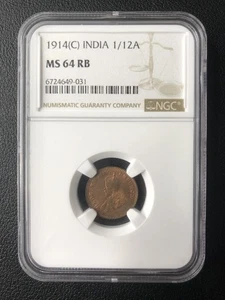 1914(C) INDIA 1/12A
MS 64 RB
6724649-031
NUMISMATIC GUARANTY COMPANY
NGC